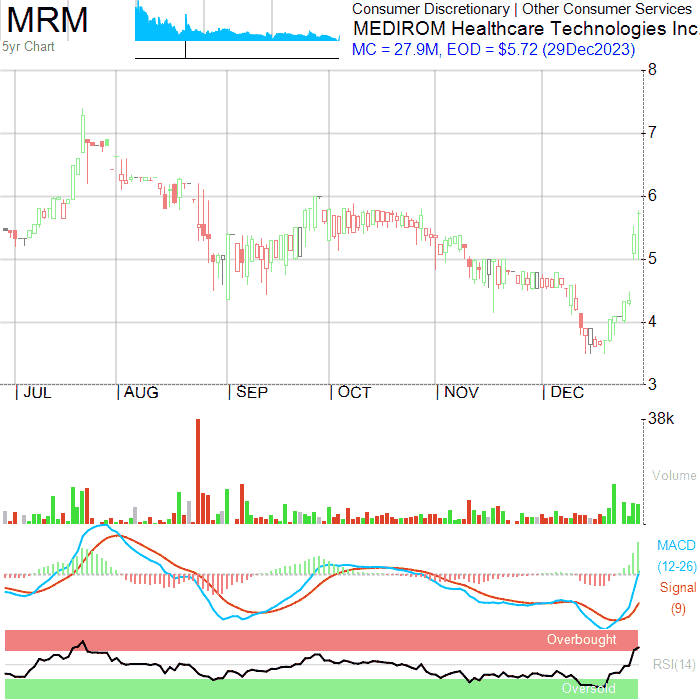 MRM
5yr Chart
Consumer Discretionary | Other Consumer Services
MEDIROM Healthcare Technologies Inc
MC = 27.9M, EOD = $5.72 (29Dec2023)
8
7
6
5
4
3
JUL AUG SEP OCT NOV DEC
38k
Volume
MACD
(12-26)
Signal
(9)
Overbought
RSI(14)
Oversold